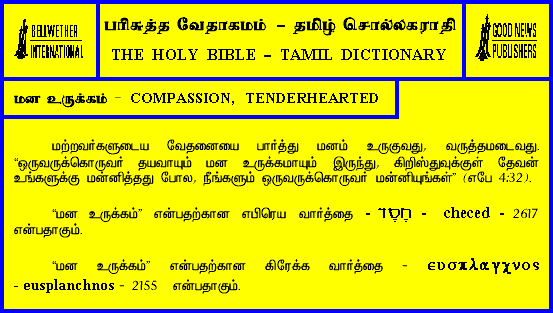 BELLWETHER
INTERNATIONAL
பரிசுத்த வேதாகமம் – தமிழ் சொல்லகராதி
THE HOLY BIBLE – TAMIL DICTIONARY
GOOD NEWS
PUBLISHERS
மன உருக்கம் – COMPASSION, TENDERHEARTED
மற்றவர்களுடைய வேதனையை பார்த்து மனம் உருகுவது, வருத்தமடைவது.
“ஒருவருக்கொருவர் தயவாயும் மன உருக்கமாயும் இருந்து, கிறிஸ்துவுக்குள் தேவன்
உங்களுக்கு மன்னித்தது போல, நீங்களும் ஒருவருக்கொருவர் மன்னியுங்கள்” (எபே 4:32).
“மன உருக்கம்” என்பதற்கான எபிரெய வார்த்தை - חֶסֶד - checed - 2617
என்பதாகும்.
“மன உருக்கம்” என்பதற்கான கிரேக்க வார்த்தை - ευσπλαγχνος
- eusplanchnos - 2155 என்பதாகும்.